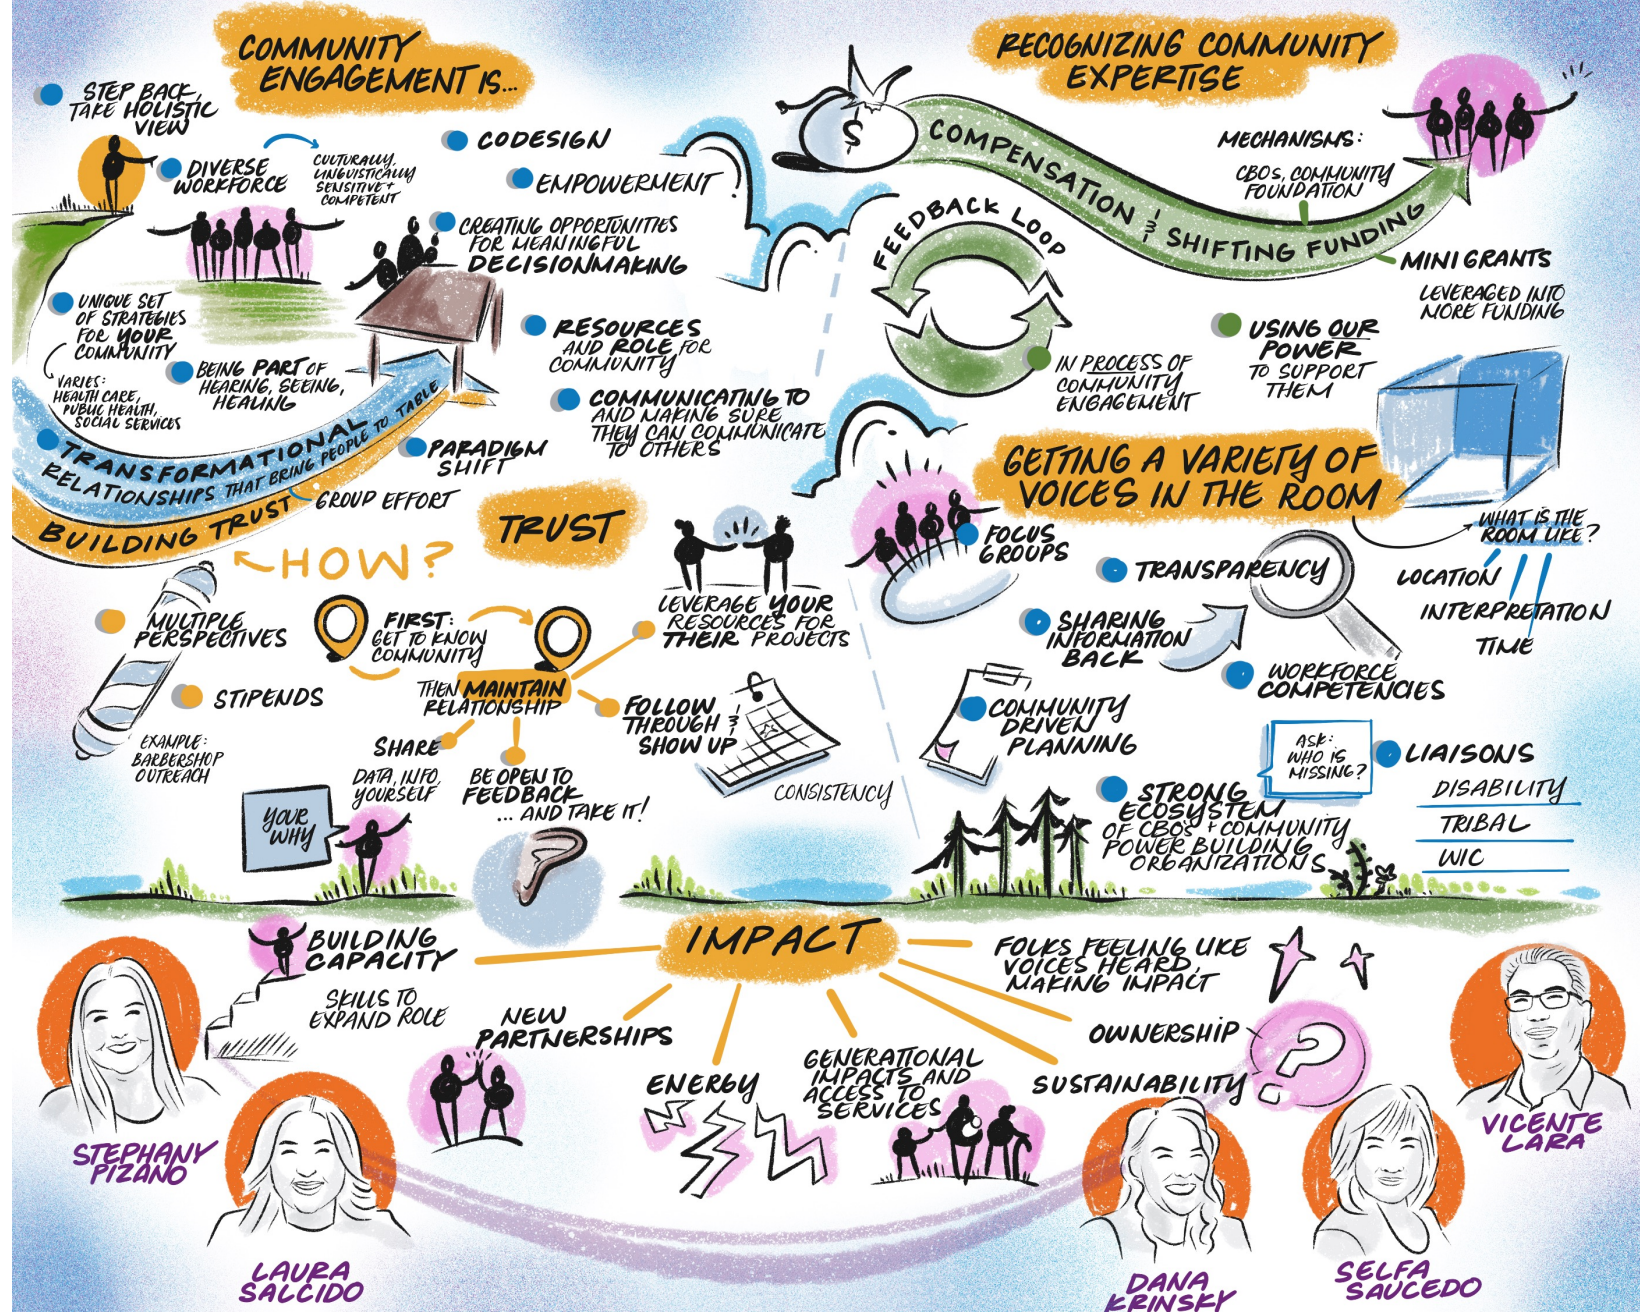 COMMUNITY
ENGAGEMENT IS...
STEP BACK,
TAKE HOLISTIC
VIEW
DIVERSE
WORKFORCE
CULTURALLY,
LINGUISTICALLY
SENSITIVE +
COMPETENT
CODESIGN
EMPOWERMENT
CREATING OPPORTUNITIES
FOR MEANINGFUL
DECISIONMAKING
UNIQUE SET
OF STRATEGIES
FOR YOUR
COMMUNITY
VARIES:
HEALTH CARE,
PUBLIC HEALTH,
SOCIAL SERVICES
BEING PART OF
HEARING, SEEING,
HEALING
RESOURCES
AND ROLE FOR
COMMUNITY
COMMUNICATING TO
AND MAKING SURE
THEY CAN COMMUNICATE
TO OTHERS
PARADIGM
SHIFT
TRANSFORMATIONAL
RELATIONSHIPS THAT BRING PEOPLE TO TABLE
GROUP EFFORT
BUILDING TRUST
HOW?
TRUST
MULTIPLE
PERSPECTIVES
STIPENDS
EXAMPLE:
BARBERSHOP
OUTREACH
FIRST:
GET TO KNOW
COMMUNITY
THEN MAINTAIN
RELATIONSHIP
LEVERAGE YOUR
RESOURCES FOR
THEIR PROJECTS
FOLLOW
THROUGH &
SHOW UP
CONSISTENCY
SHARE
DATA, INFO,
YOURSELF
BE OPEN TO
FEEDBACK
... AND TAKE IT!
YOUR
WHY
RECOGNIZING COMMUNITY
EXPERTISE
$
COMPENSATION & SHIFTING FUNDING
MECHANISMS:
CBOS, COMMUNITY
FOUNDATION
MINI GRANTS
LEVERAGED INTO
MORE FUNDING
FEEDBACK LOOP
IN PROCESS OF
COMMUNITY
ENGAGEMENT
USING OUR
POWER
TO SUPPORT
THEM
GETTING A VARIETY OF
VOICES IN THE ROOM
WHAT IS THE
ROOM LIKE?
LOCATION
INTERPRETATION
TIME
FOCUS
GROUPS
TRANSPARENCY
SHARING
INFORMATION
BACK
WORKFORCE
COMPETENCIES
COMMUNITY
DRIVEN
PLANNING
ASK:
WHO IS
MISSING?
LIAISONS
DISABILITY
TRIBAL
WIC
STRONG
ECOSYSTEM
OF CBO'S + COMMUNITY
POWER BUILDING
ORGANIZATIONS
IMPACT
BUILDING
CAPACITY
SKILLS TO
EXPAND ROLE
NEW
PARTNERSHIPS
ENERGY
GENERATIONAL
IMPACTS AND
ACCESS TO
SERVICES
FOLKS FEELING LIKE
VOICES HEARD,
MAKING IMPACT
OWNERSHIP
SUSTAINABILITY
?
STEPHANY
PIZANO
LAURA
SALCIDO
DANA
KRINSKY
SELFA
SAUCEDO
VICENTE
LARA